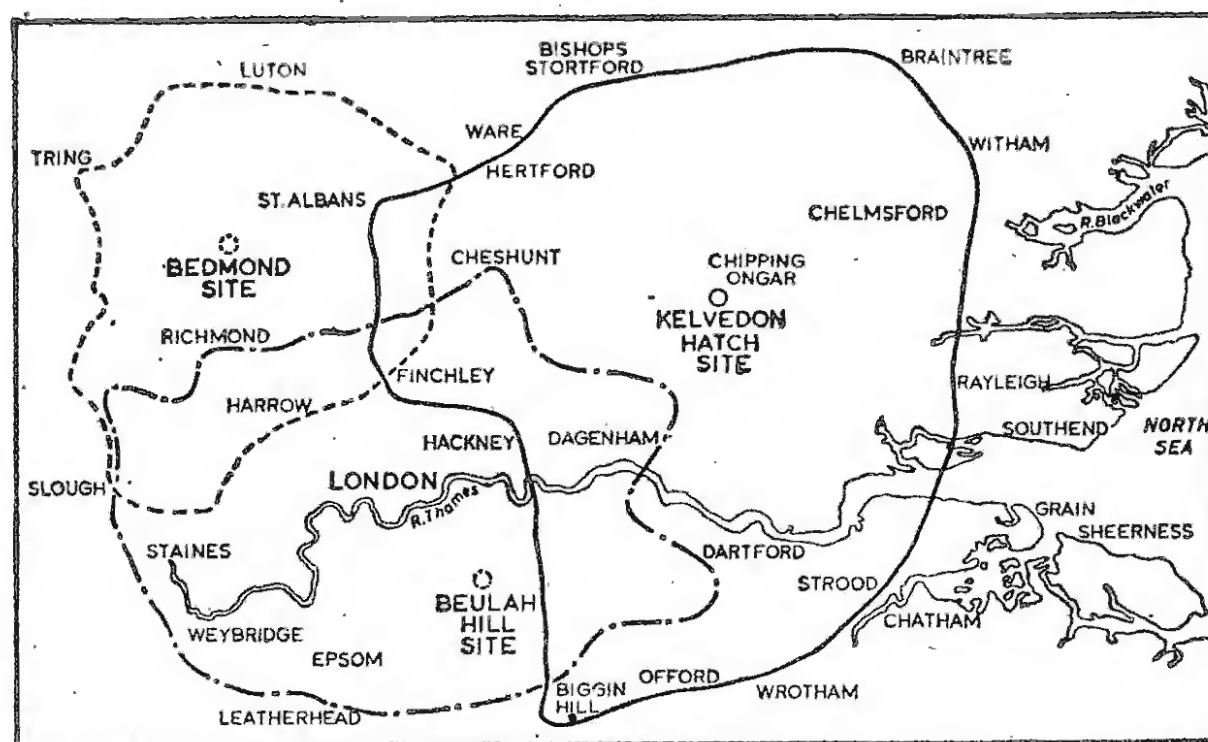 LUTON
BISHOPS
STORTFORD
BRAINTREE
TRING
WARE
WITHAM
HERTFORD
ST. ALBANS
CHELMSFORD
R. Blackwater
BEDMOND
SITE
CHESHUNT
CHIPPING
ONGAR
KELVEDON
HATCH
SITE
RICHMOND
FINCHLEY
RAYLEIGH
HARROW
HACKNEY
DAGENHAM
SOUTHEND
NORTH
SEA
SLOUGH
LONDON
R. Thames
GRAIN
SHEERNESS
STAINES
DARTFORD
STROOD
BEULAH
HILL
SITE
CHATHAM
WEYBRIDGE
EPSOM
OFFORD
BIGGIN
HILL
WROTHAM
LEATHERHEAD